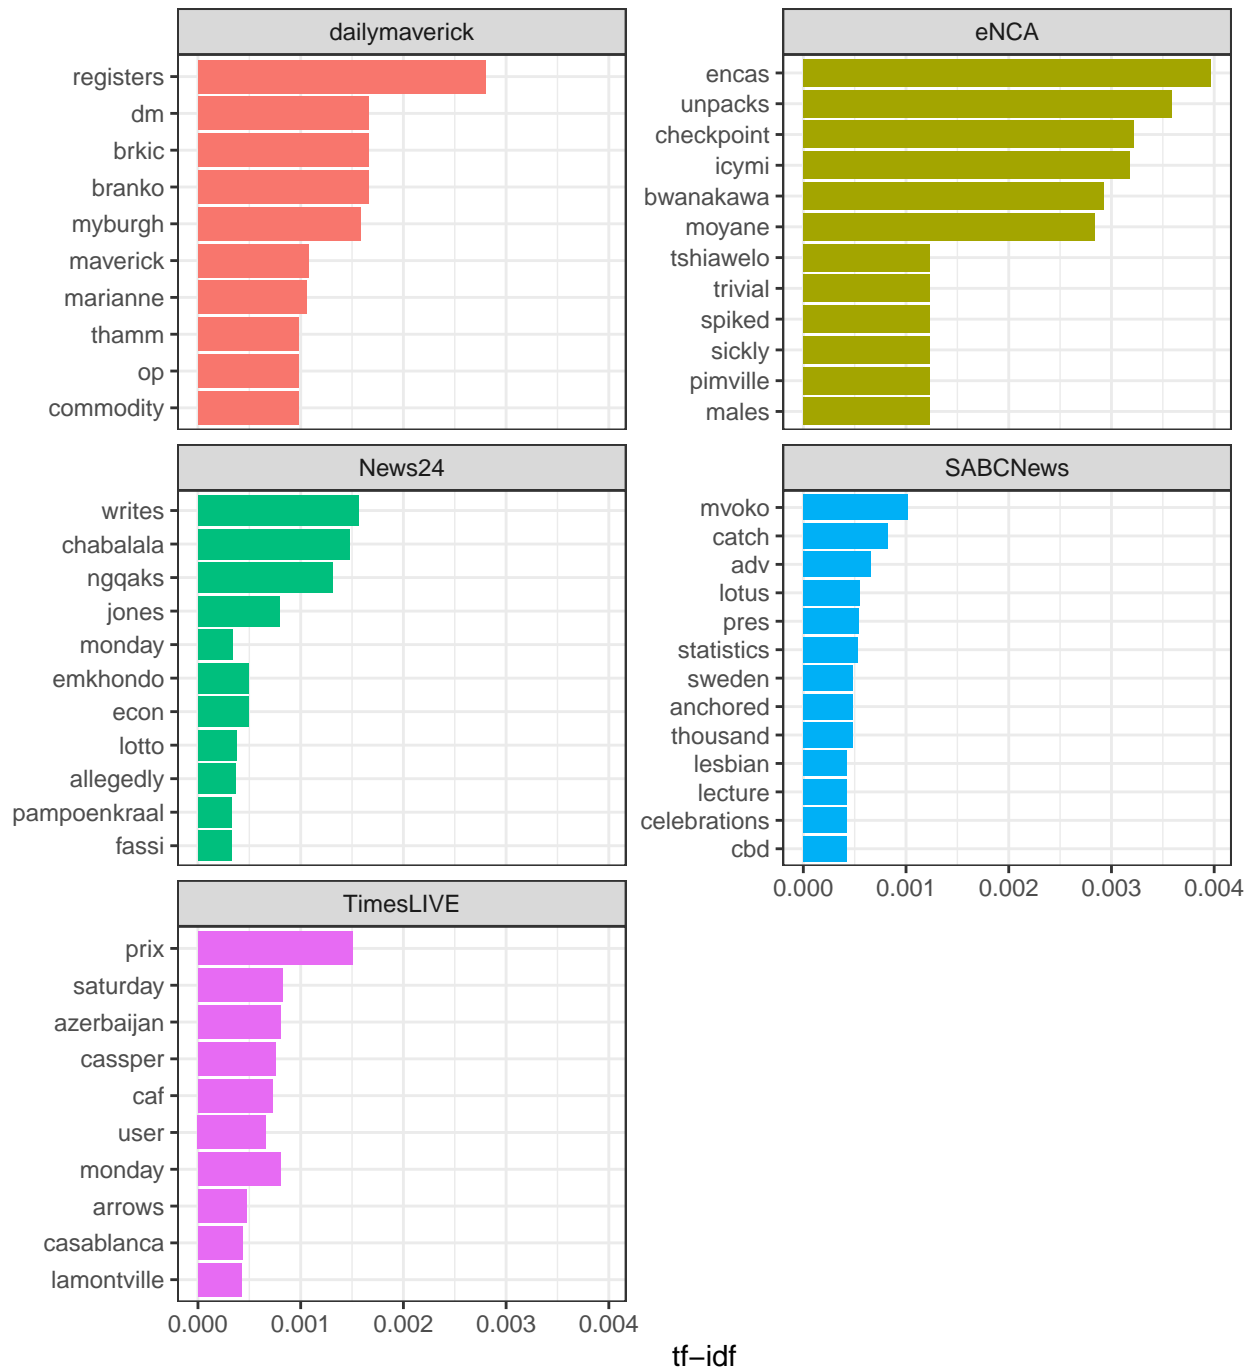 dailymaverick
registers
dm
brkic
branko
myburgh
maverick
marianne
thamm
op
commodity
eNCA
encas
unpacks
checkpoint
icymi
bwanakawa
moyane
tshiawelo
trivial
spiked
sickly
pimville
males
News24
writes
chabalala
ngqaks
jones
monday
emkhondo
econ
lotto
allegedly
pampoenkraal
fassi
SABCNews
mvoko
catch
adv
lotus
pres
statistics
sweden
anchored
thousand
lesbian
lecture
celebrations
cbd
0.000 0.001 0.002 0.003 0.004
TimesLIVE
prix
saturday
azerbaijan
cassper
caf
user
monday
arrows
casablanca
lamontville
0.000 0.001 0.002 0.003 0.004
tf−idf